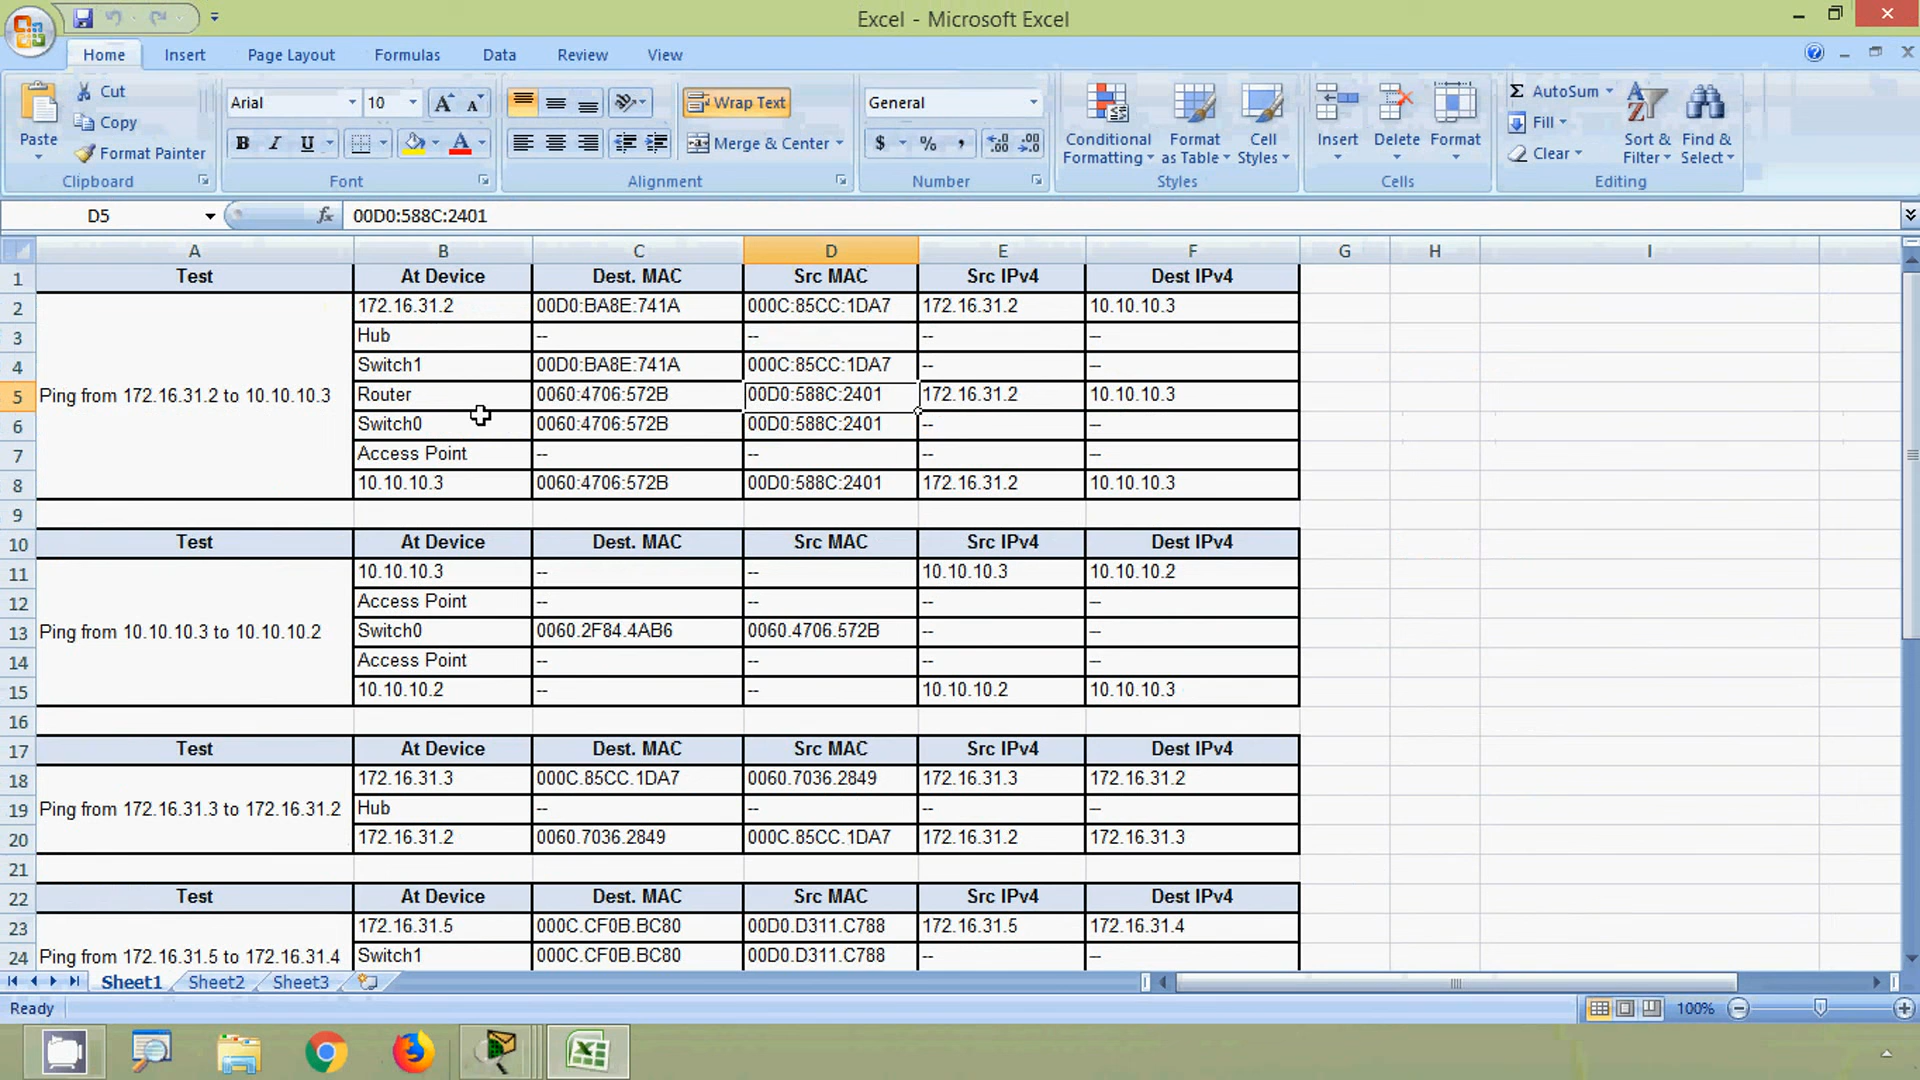 Excel - Microsoft Excel
Home Insert Page Layout Formulas Data Review View
Paste Cut Copy Format Painter Clipboard
Arial 10 A A B I U A Font
Wrap Text Merge & Center Alignment
General $ % , .0 .00 .00 .0 Number
Conditional Formatting Format as Table Cell Styles Styles
Insert Delete Format Cells
Σ AutoSum Fill Clear Sort & Filter Find & Select Editing
D5 fx 00D0:588C:2401
A B C D E F G H I
1 Test At Device Dest. MAC Src MAC Src IPv4 Dest IPv4
2 172.16.31.2 00D0:BA8E:741A 000C:85CC:1DA7 172.16.31.2 10.10.10.3
3 Hub -- -- -- --
4 Switch1 00D0:BA8E:741A 000C:85CC:1DA7 -- --
5 Ping from 172.16.31.2 to 10.10.10.3 Router 0060:4706:572B 00D0:588C:2401 172.16.31.2 10.10.10.3
6 Switch0 0060:4706:572B 00D0:588C:2401 -- --
7 Access Point -- -- -- --
8 10.10.10.3 0060:4706:572B 00D0:588C:2401 172.16.31.2 10.10.10.3
9
10 Test At Device Dest. MAC Src MAC Src IPv4 Dest IPv4
11 10.10.10.3 -- -- 10.10.10.3 10.10.10.2
12 Access Point -- -- -- --
13 Ping from 10.10.10.3 to 10.10.10.2 Switch0 0060.2F84.4AB6 0060.4706.572B -- --
14 Access Point -- -- -- --
15 10.10.10.2 -- -- 10.10.10.2 10.10.10.3
16
17 Test At Device Dest. MAC Src MAC Src IPv4 Dest IPv4
18 172.16.31.3 000C.85CC.1DA7 0060.7036.2849 172.16.31.3 172.16.31.2
19 Ping from 172.16.31.3 to 172.16.31.2 Hub -- -- -- --
20 172.16.31.2 0060.7036.2849 000C.85CC.1DA7 172.16.31.2 172.16.31.3
21
22 Test At Device Dest. MAC Src MAC Src IPv4 Dest IPv4
23 172.16.31.5 000C.CF0B.BC80 00D0.D311.C788 172.16.31.5 172.16.31.4
24 Ping from 172.16.31.5 to 172.16.31.4 Switch1 000C.CF0B.BC80 00D0.D311.C788 -- --
Sheet1 Sheet2 Sheet3
Ready 100%